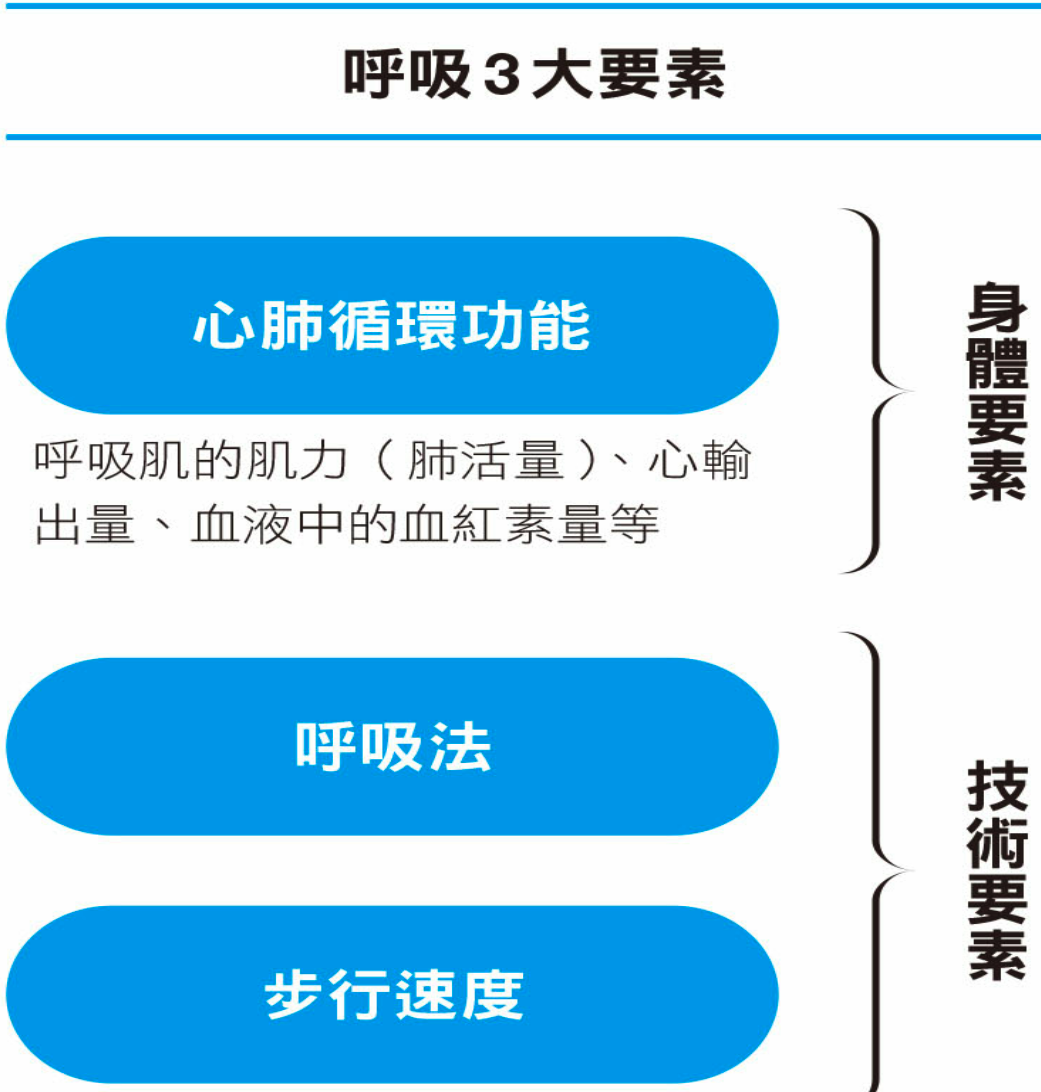 呼吸3大要素
心肺循環功能
呼吸肌的肌力（肺活量）、心輸
出量、血液中的血紅素量等
身體要素
呼吸法
步行速度
技術要素